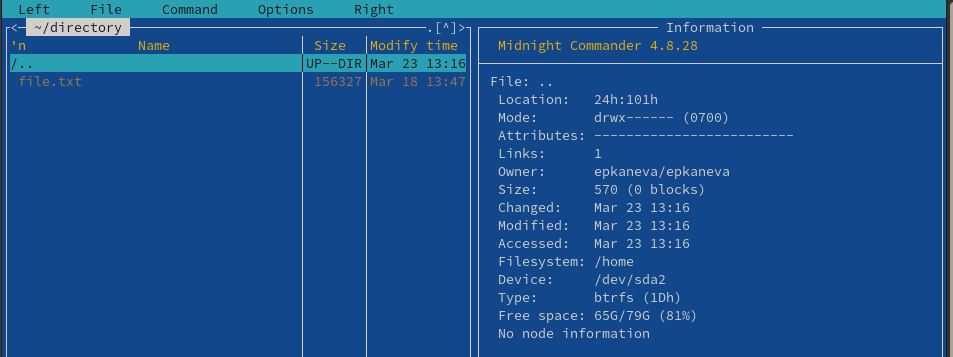 Left File Command Options Right
<─ ~/directory ─.[^]>
'n Name Size Modify time
/.. UP--DIR Mar 23 13:16
file.txt 156327 Mar 18 13:47
Information
Midnight Commander 4.8.28
File: ..
Location: 24h:101h
Mode: drwx------ (0700)
Attributes: -------------------------
Links: 1
Owner: epkaneva/epkaneva
Size: 570 (0 blocks)
Changed: Mar 23 13:16
Modified: Mar 23 13:16
Accessed: Mar 23 13:16
Filesystem: /home
Device: /dev/sda2
Type: btrfs (1Dh)
Free space: 65G/79G (81%)
No node information